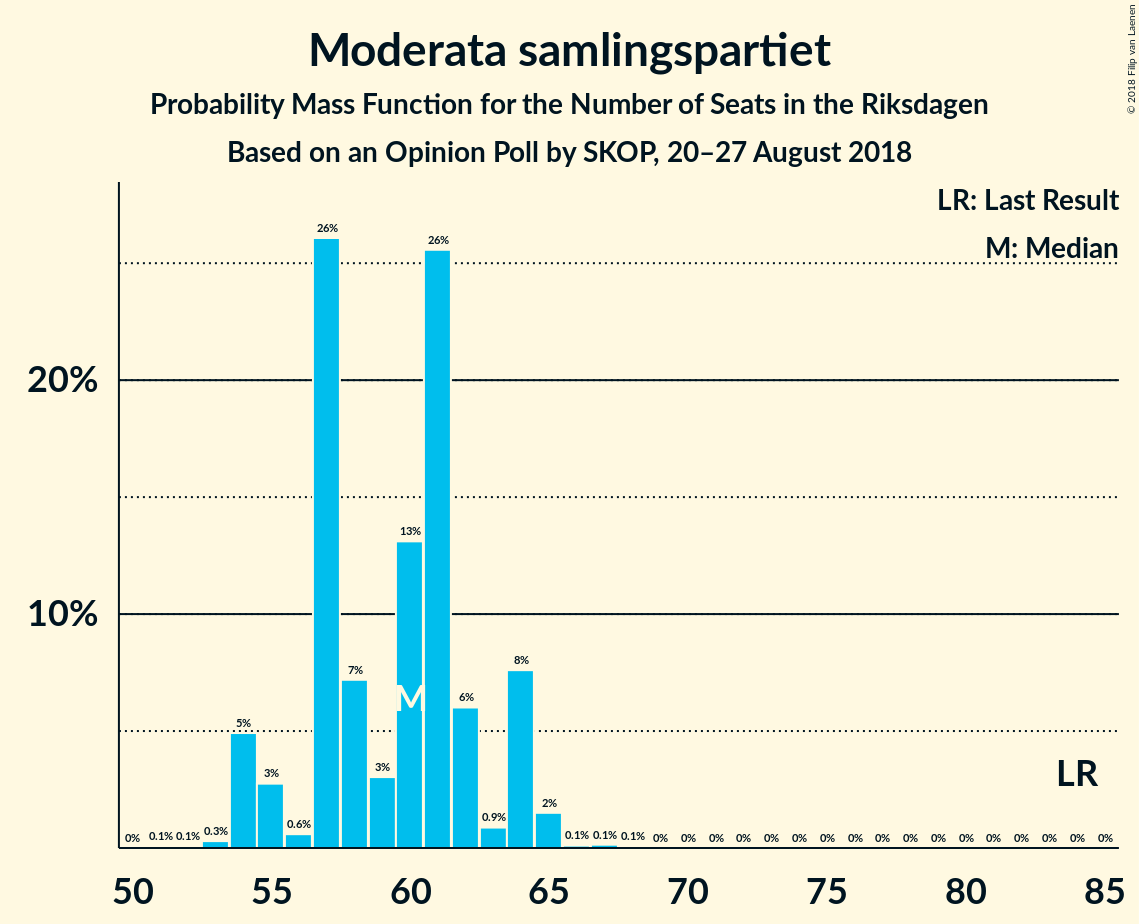 Moderata samlingspartiet
Probability Mass Function for the Number of Seats in the Riksdagen
Based on an Opinion Poll by SKOP, 20–27 August 2018
© 2018 Filip van Laenen
LR: Last Result
M: Median
20%
10%
0% 0.1% 0.1% 0.3% 5% 3% 0.6% 26% 7% 3% 13% 26% 6% 0.9% 8% 2% 0.1% 0.1% 0.1% 0% 0% 0% 0% 0% 0% 0% 0% 0% 0% 0% 0% 0% 0% 0% 0% 0%
M
LR
50 55 60 65 70 75 80 85